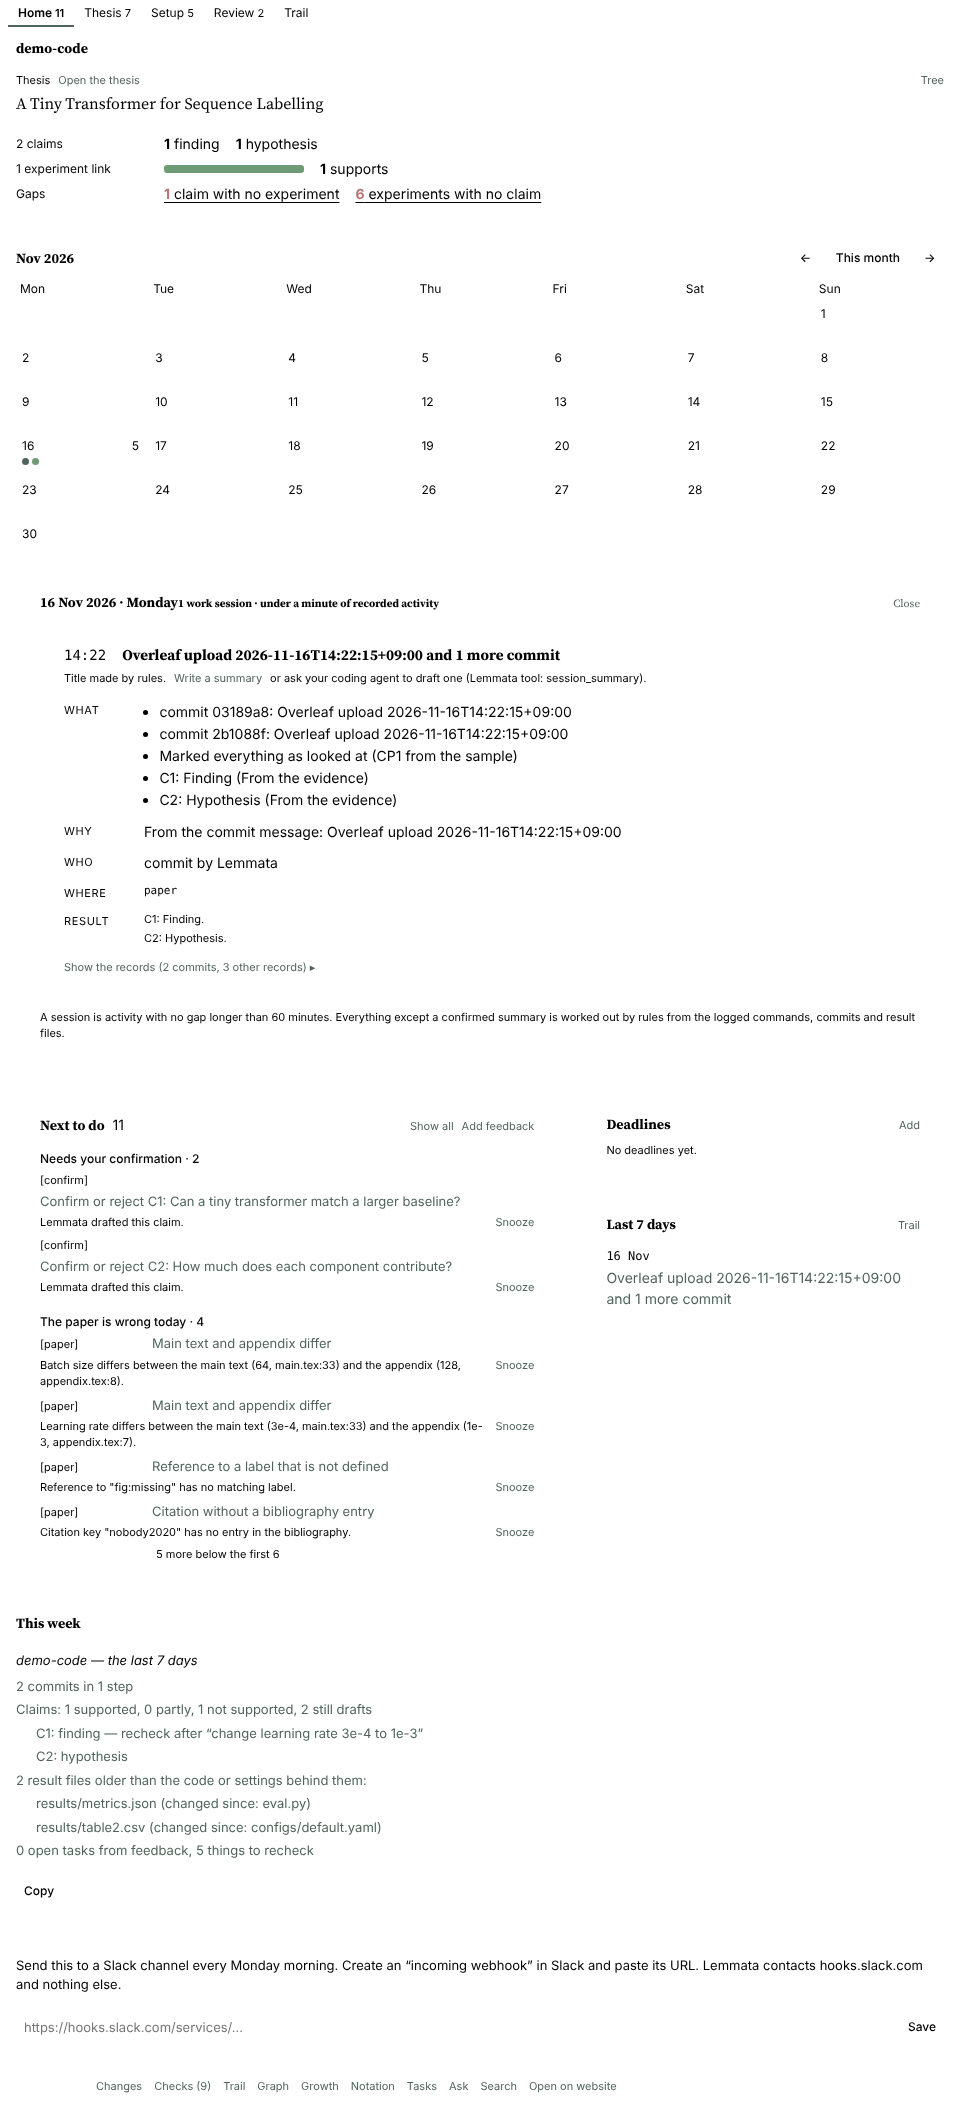 Home 11 Thesis 7 Setup 5 Review 2 Trail
demo-code
Thesis Open the thesis Tree
A Tiny Transformer for Sequence Labelling
2 claims 1 finding 1 hypothesis
1 experiment link 1 supports
Gaps 1 claim with no experiment 6 experiments with no claim
Nov 2026 ← This month →
Mon Tue Wed Thu Fri Sat Sun
1
2 3 4 5 6 7 8
9 10 11 12 13 14 15
16 5 17 18 19 20 21 22
23 24 25 26 27 28 29
30
16 Nov 2026 · Monday1 work session · under a minute of recorded activity Close
14:22 Overleaf upload 2026-11-16T14:22:15+09:00 and 1 more commit
Title made by rules. Write a summary or ask your coding agent to draft one (Lemmata tool: session_summary).
WHAT • commit 03189a8: Overleaf upload 2026-11-16T14:22:15+09:00
• commit 2b1088f: Overleaf upload 2026-11-16T14:22:15+09:00
• Marked everything as looked at (CP1 from the sample)
• C1: Finding (From the evidence)
• C2: Hypothesis (From the evidence)
WHY From the commit message: Overleaf upload 2026-11-16T14:22:15+09:00
WHO commit by Lemmata
WHERE paper
RESULT C1: Finding.
C2: Hypothesis.
Show the records (2 commits, 3 other records) ▸
A session is activity with no gap longer than 60 minutes. Everything except a confirmed summary is worked out by rules from the logged commands, commits and result
files.
Next to do 11 Show all Add feedback
Needs your confirmation · 2
[confirm]
Confirm or reject C1: Can a tiny transformer match a larger baseline?
Lemmata drafted this claim. Snooze
[confirm]
Confirm or reject C2: How much does each component contribute?
Lemmata drafted this claim. Snooze
The paper is wrong today · 4
[paper] Main text and appendix differ
Batch size differs between the main text (64, main.tex:33) and the appendix (128, Snooze
appendix.tex:8).
[paper] Main text and appendix differ
Learning rate differs between the main text (3e-4, main.tex:33) and the appendix (1e- Snooze
3, appendix.tex:7).
[paper] Reference to a label that is not defined
Reference to "fig:missing" has no matching label. Snooze
[paper] Citation without a bibliography entry
Citation key "nobody2020" has no entry in the bibliography. Snooze
5 more below the first 6
Deadlines Add
No deadlines yet.
Last 7 days Trail
16 Nov
Overleaf upload 2026-11-16T14:22:15+09:00
and 1 more commit
This week
demo-code — the last 7 days
2 commits in 1 step
Claims: 1 supported, 0 partly, 1 not supported, 2 still drafts
C1: finding — recheck after “change learning rate 3e-4 to 1e-3”
C2: hypothesis
2 result files older than the code or settings behind them:
results/metrics.json (changed since: eval.py)
results/table2.csv (changed since: configs/default.yaml)
0 open tasks from feedback, 5 things to recheck
Copy
Send this to a Slack channel every Monday morning. Create an “incoming webhook” in Slack and paste its URL. Lemmata contacts hooks.slack.com
and nothing else.
https://hooks.slack.com/services/... Save
Changes Checks (9) Trail Graph Growth Notation Tasks Ask Search Open on website